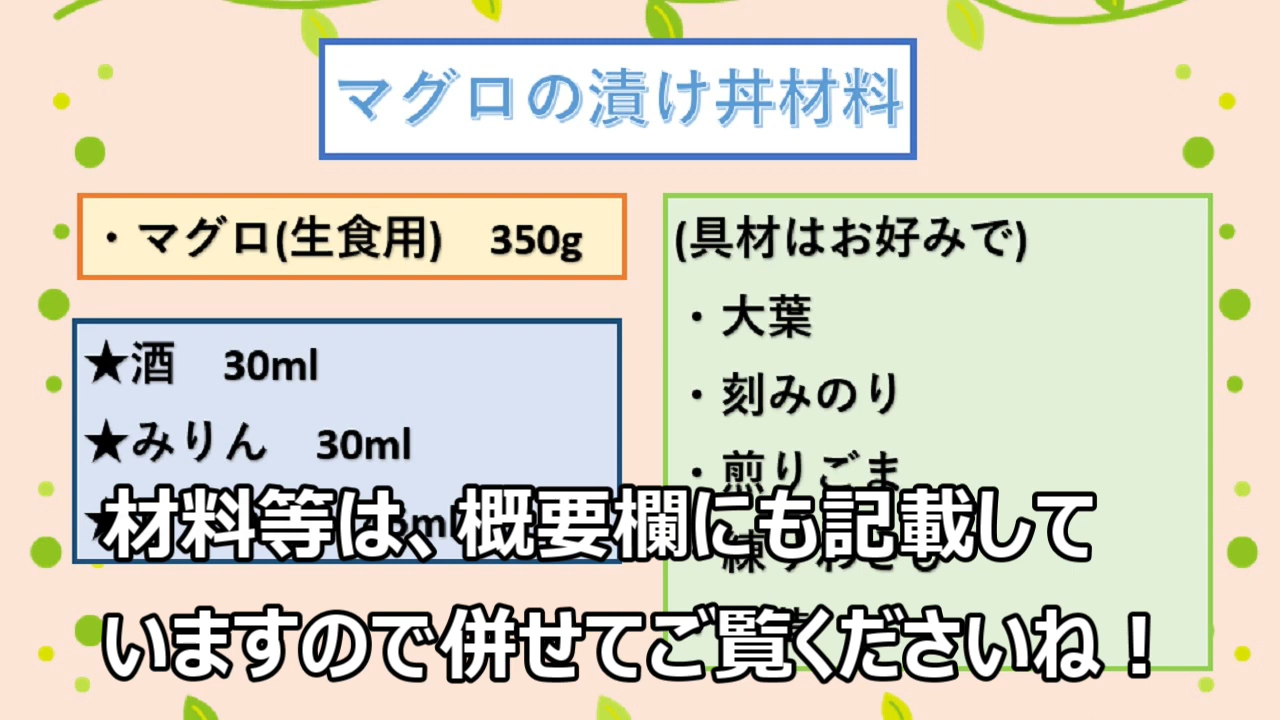 マグロの漬け丼材料
・マグロ(生食用)　350g
★酒　30ml
★みりん　30ml
(具材はお好みで)
・大葉
・刻みのり
・煎りごま
材料等は、概要欄にも記載して
いますので併せてご覧くださいね！